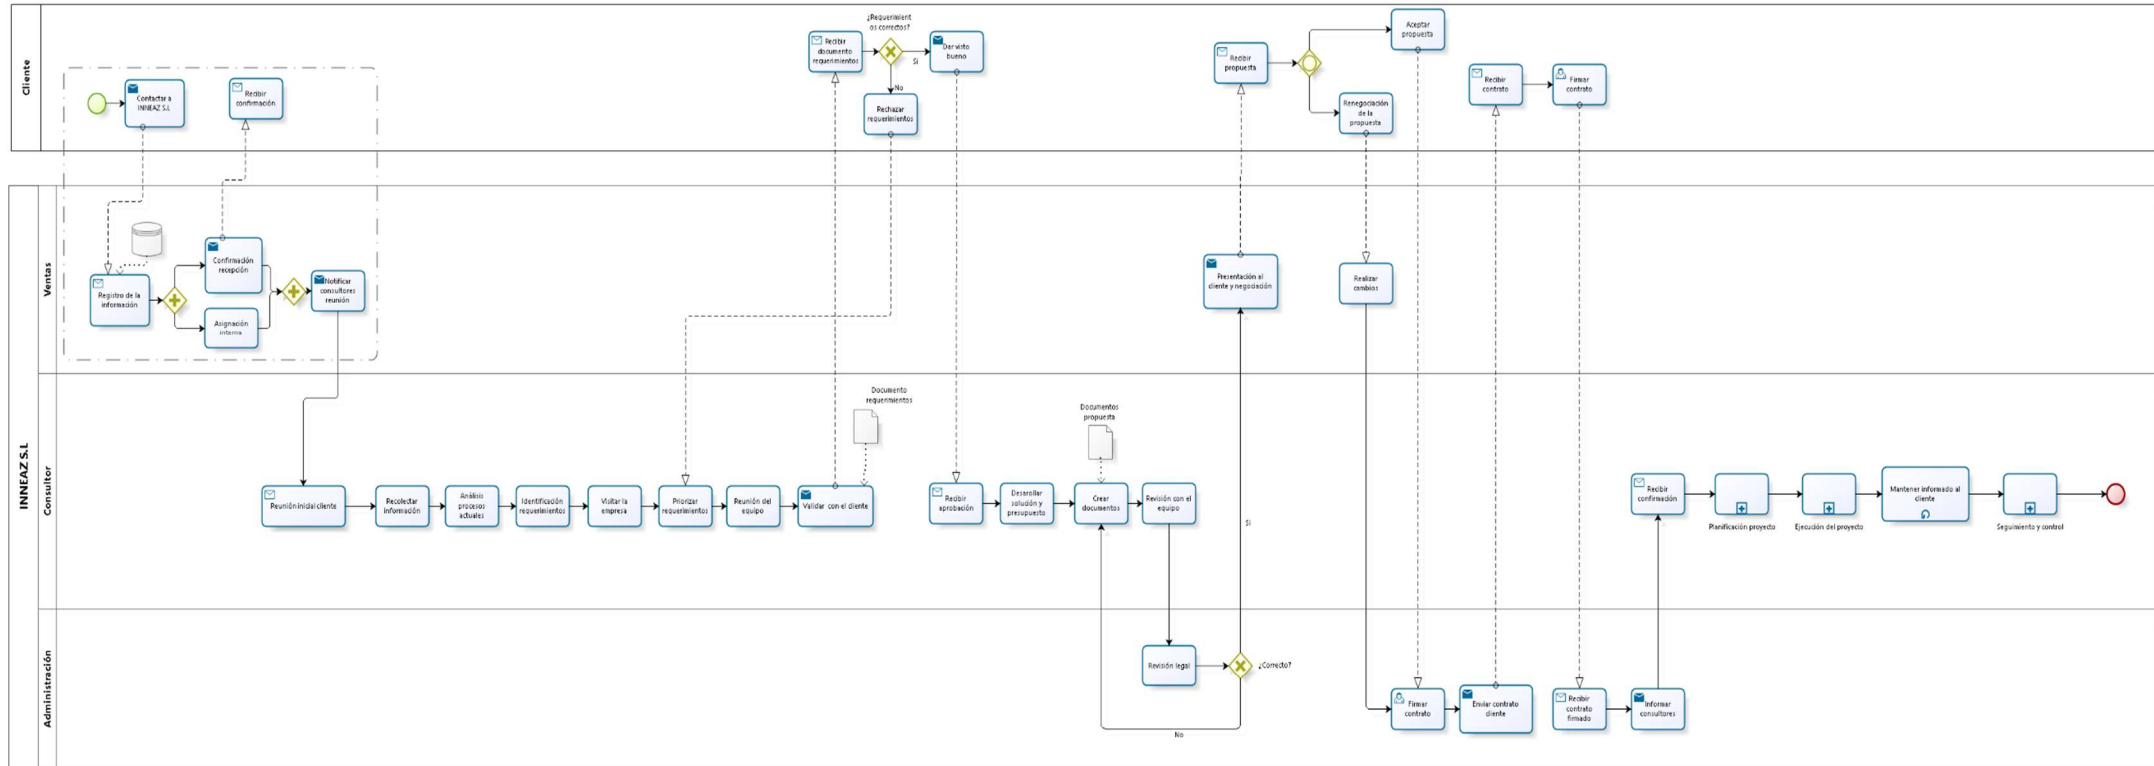 Cliente
Contactar a
INNEAZ S.L
Recibir
confirmación
Recibir
documento
requerimientos
¿Requerimient
os correctos?
Si
No
Dar visto
bueno
Rechazar
requerimientos
Recibir
propuesta
Aceptar
propuesta
Renegociación
de la
propuesta
Recibir
contrato
Firmar
contrato
INNEAZ S.L
Ventas
Registro de la
información
Confirmación
recepción
Asignación
interna
Notificar
consultores
reunión
Presentación al
cliente y negociación
Realizar
cambios
Consultor
Reunión inicial cliente
Recolectar
información
Análisis
procesos
actuales
Identificación
requerimientos
Visitar la
empresa
Priorizar
requerimientos
Reunión del
equipo
Validar con el cliente
Documento
requerimientos
Recibir
aprobación
Desarollar
solución y
presupuesto
Documentos
propuesta
Crear
documentos
Revisión con el
equipo
Si
Recibir
confirmación
Planificación proyecto
Ejecución del proyecto
Mantener informado al
cliente
Seguimiento y control
Administración
Revisión legal
¿Correcto?
No
Firmar
contrato
Enviar contrato
cliente
Recibir
contrato
firmado
Informar
consultores